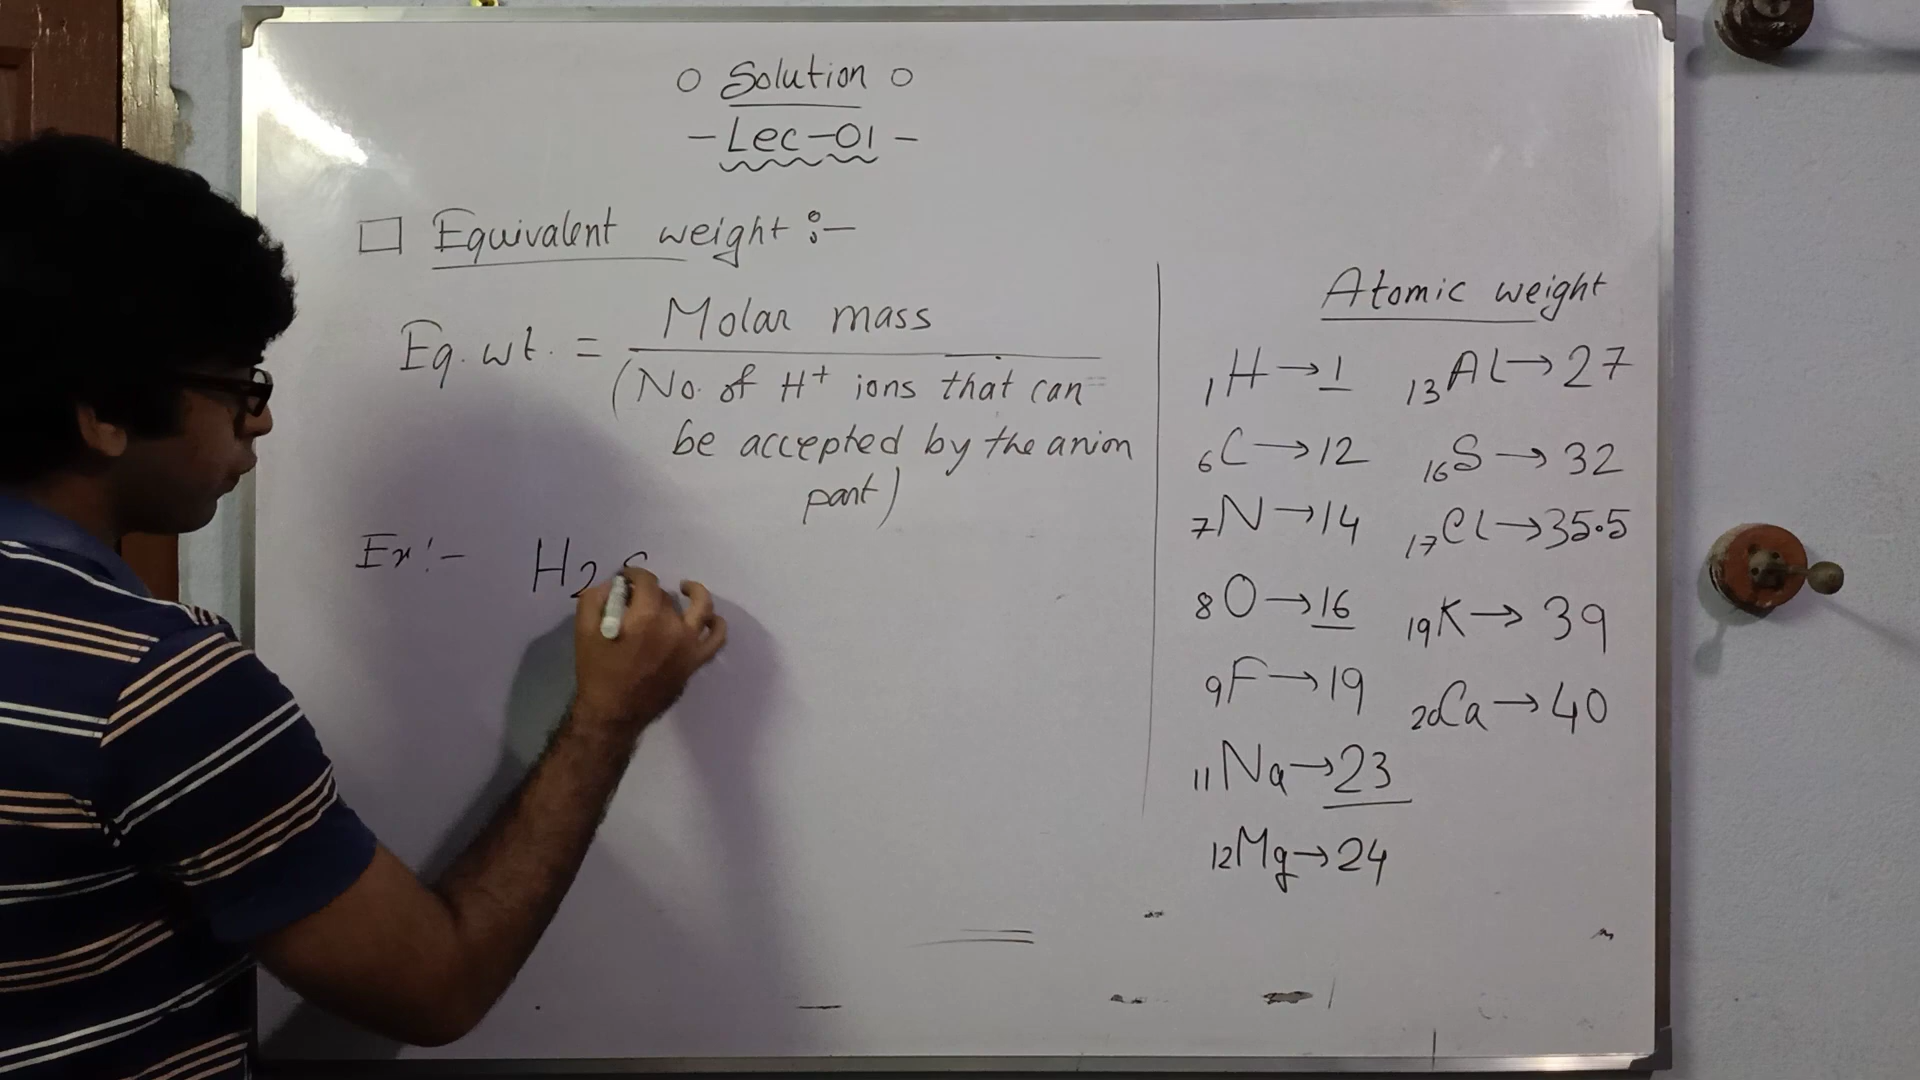 Solution
- Lec-01 -
Equivalent weight :-
Eq. wt. = Molar mass
(No. of H+ ions that can
be accepted by the anion
part)
Ex:- H2S
Atomic weight
1H→1
6C→12
7N→14
8O→16
9F→19
11Na→23
12Mg→24
13Al→27
16S→32
17Cl→35.5
19K→39
20Ca→40